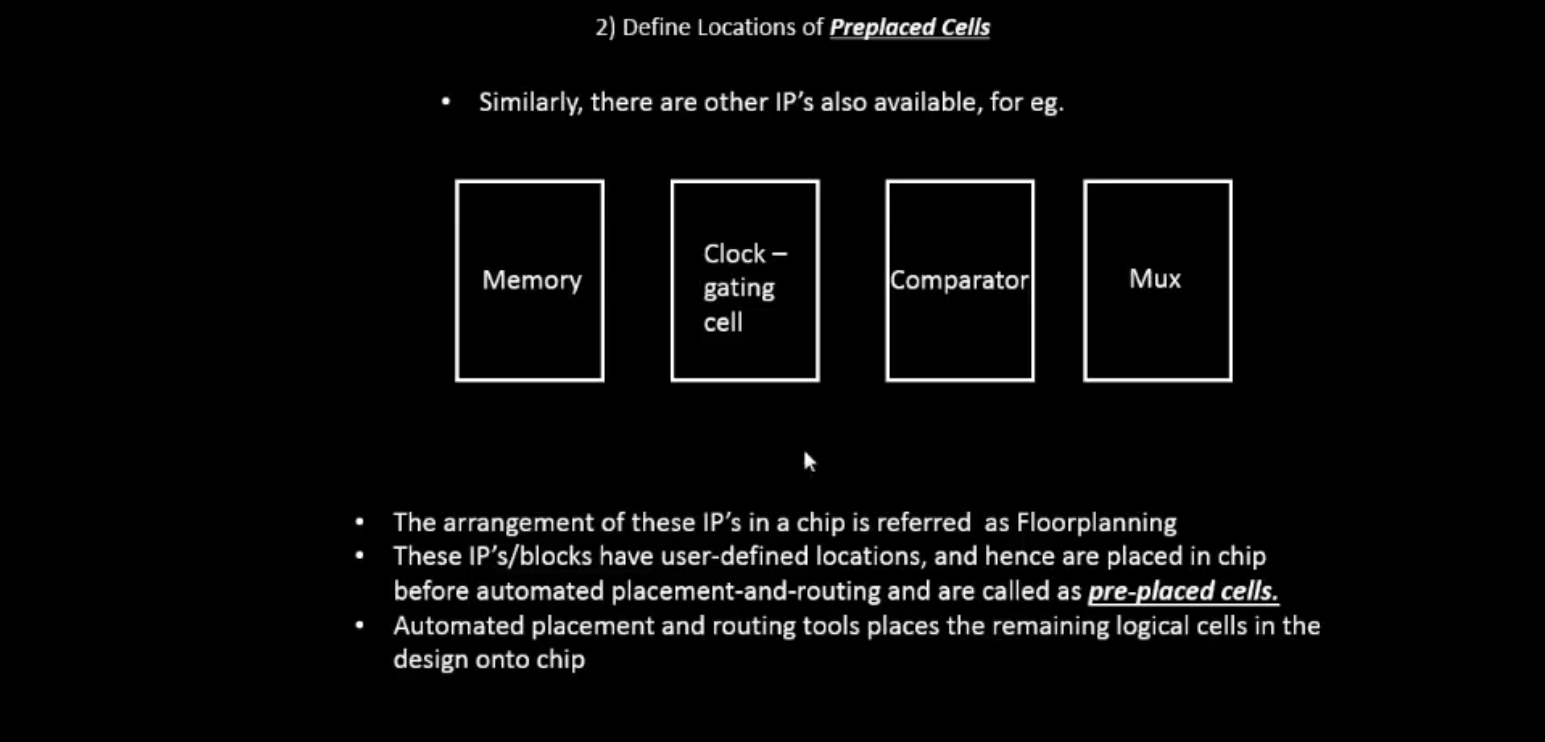 2) Define Locations of Preplaced Cells
• Similarly, there are other IP’s also available, for eg.
Memory
Clock –
gating
cell
Comparator
Mux
• The arrangement of these IP’s in a chip is referred  as Floorplanning
• These IP’s/blocks have user-defined locations, and hence are placed in chip
before automated placement-and-routing and are called as pre-placed cells.
• Automated placement and routing tools places the remaining logical cells in the
design onto chip